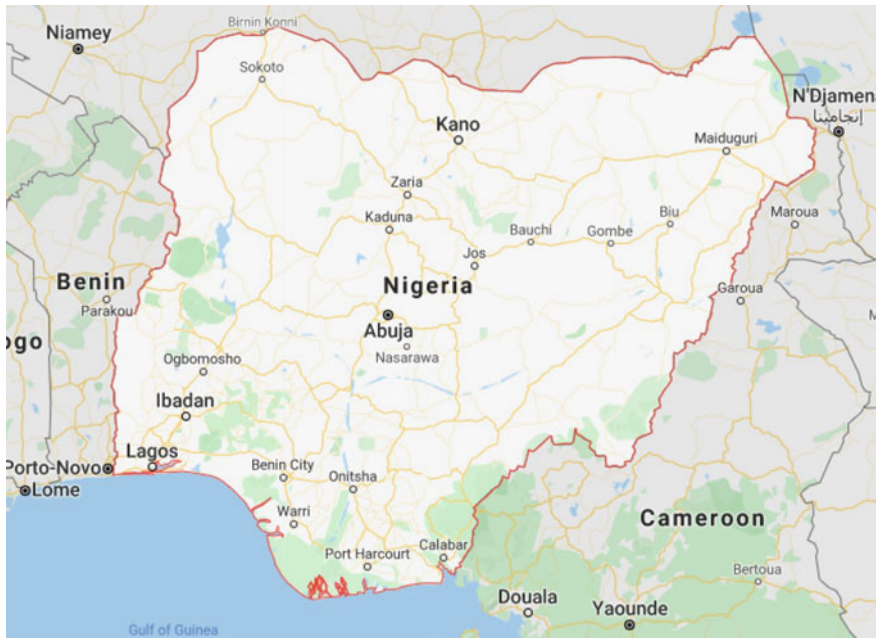 Birnin Konni
Niamey
Sokoto
N'Djamena
إنجامينا
Kano
Maiduguri
Zaria
Kaduna
Biu
Maroua
Bauchi
Gombe
Jos
Benin
Nigeria
Garoua
Parakou
Abuja
ogo
Nasarawa
Ogbomosho
Ibadan
Lagos
Porto-Novo
Benin City
Onitsha
Lome
Warri
Cameroon
Calabar
Port Harcourt
Bertoua
Douala
Yaounde
Gulf of Guinea